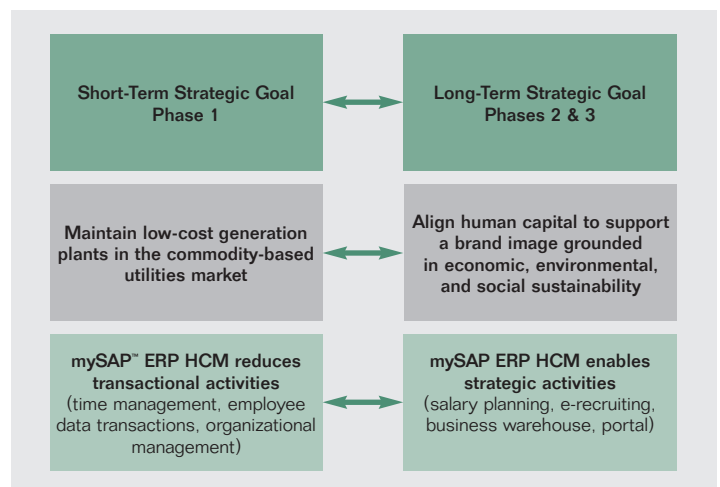 Short-Term Strategic Goal
Phase 1
Long-Term Strategic Goal
Phases 2 & 3
Maintain low-cost generation
plants in the commodity-based
utilities market
Align human capital to support
a brand image grounded
in economic, environmental,
and social sustainability
mySAP™ ERP HCM reduces
transactional activities
(time management, employee
data transactions, organizational
management)
mySAP ERP HCM enables
strategic activities
(salary planning, e-recruiting,
business warehouse, portal)